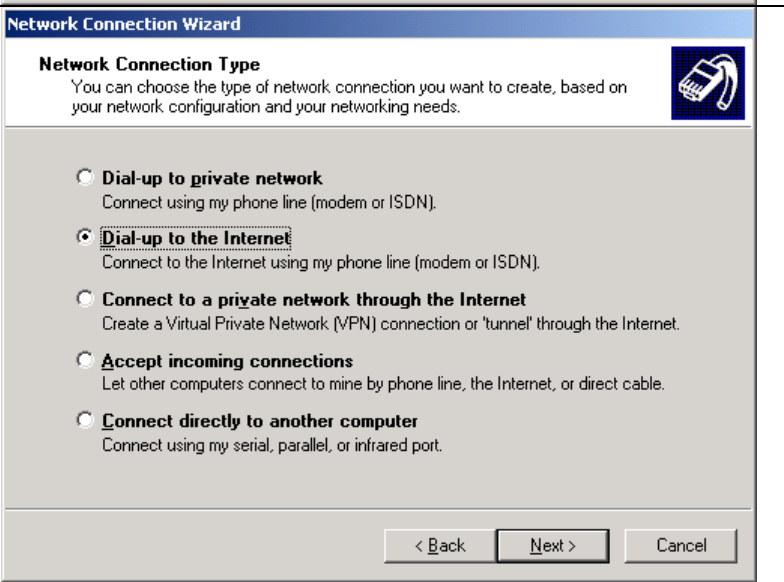 Network Connection Wizard
Network Connection Type
You can choose the type of network connection you want to create, based on
your network configuration and your networking needs.
Dial-up to private network
Connect using my phone line (modem or ISDN).
Dial-up to the Internet
Connect to the Internet using my phone line (modem or ISDN).
Connect to a private network through the Internet
Create a Virtual Private Network (VPN) connection or 'tunnel' through the Internet.
Accept incoming connections
Let other computers connect to mine by phone line, the Internet, or direct cable.
Connect directly to another computer
Connect using my serial, parallel, or infrared port.
< Back
Next >
Cancel